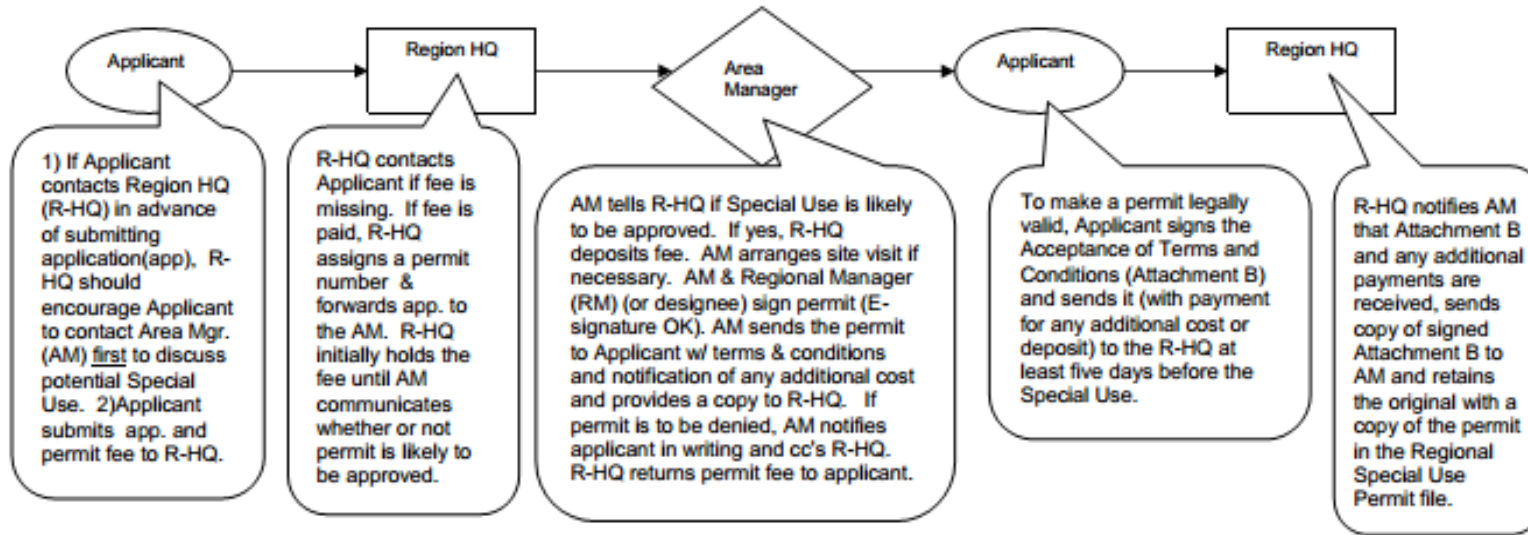 Applicant
Region HQ
Area
Manager
Applicant
Region HQ
1) If Applicant
contacts Region HQ
(R-HQ) in advance
of submitting
application(app), R-
HQ should
encourage Applicant
to contact Area Mgr.
(AM) first to discuss
potential Special
Use. 2)Applicant
submits app. and
permit fee to R-HQ.
R-HQ contacts
Applicant if fee is
missing. If fee is
paid, R-HQ
assigns a permit
number &
forwards app. to
the AM. R-HQ
initially holds the
fee until AM
communicates
whether or not
permit is likely to
be approved.
AM tells R-HQ if Special Use is likely
to be approved. If yes, R-HQ
deposits fee. AM arranges site visit if
necessary. AM & Regional Manager
(RM) (or designee) sign permit (E-
signature OK). AM sends the permit
to Applicant w/ terms & conditions
and notification of any additional cost
and provides a copy to R-HQ. If
permit is to be denied, AM notifies
applicant in writing and cc's R-HQ.
R-HQ returns permit fee to applicant.
To make a permit legally
valid, Applicant signs the
Acceptance of Terms and
Conditions (Attachment B)
and sends it (with payment
for any additional cost or
deposit) to the R-HQ at
least five days before the
Special Use.
R-HQ notifies AM
that Attachment B
and any additional
payments are
received, sends
copy of signed
Attachment B to
AM and retains
the original with a
copy of the permit
in the Regional
Special Use
Permit file.